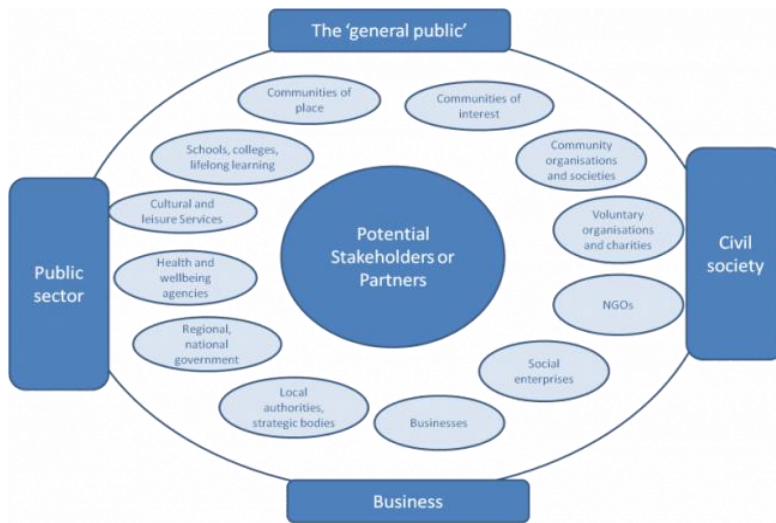 The 'general public'
Communities of
place
Communities of
interest
Schools, colleges,
lifelong learning
Community
organisations
and societies
Cultural and
leisure Services
Voluntary
organisations
and charities
Public
sector
Potential
Stakeholders or
Partners
Civil
society
Health and
wellbeing
agencies
NGOs
Regional,
national
government
Social
enterprises
Local
authorities,
strategic bodies
Businesses
Business